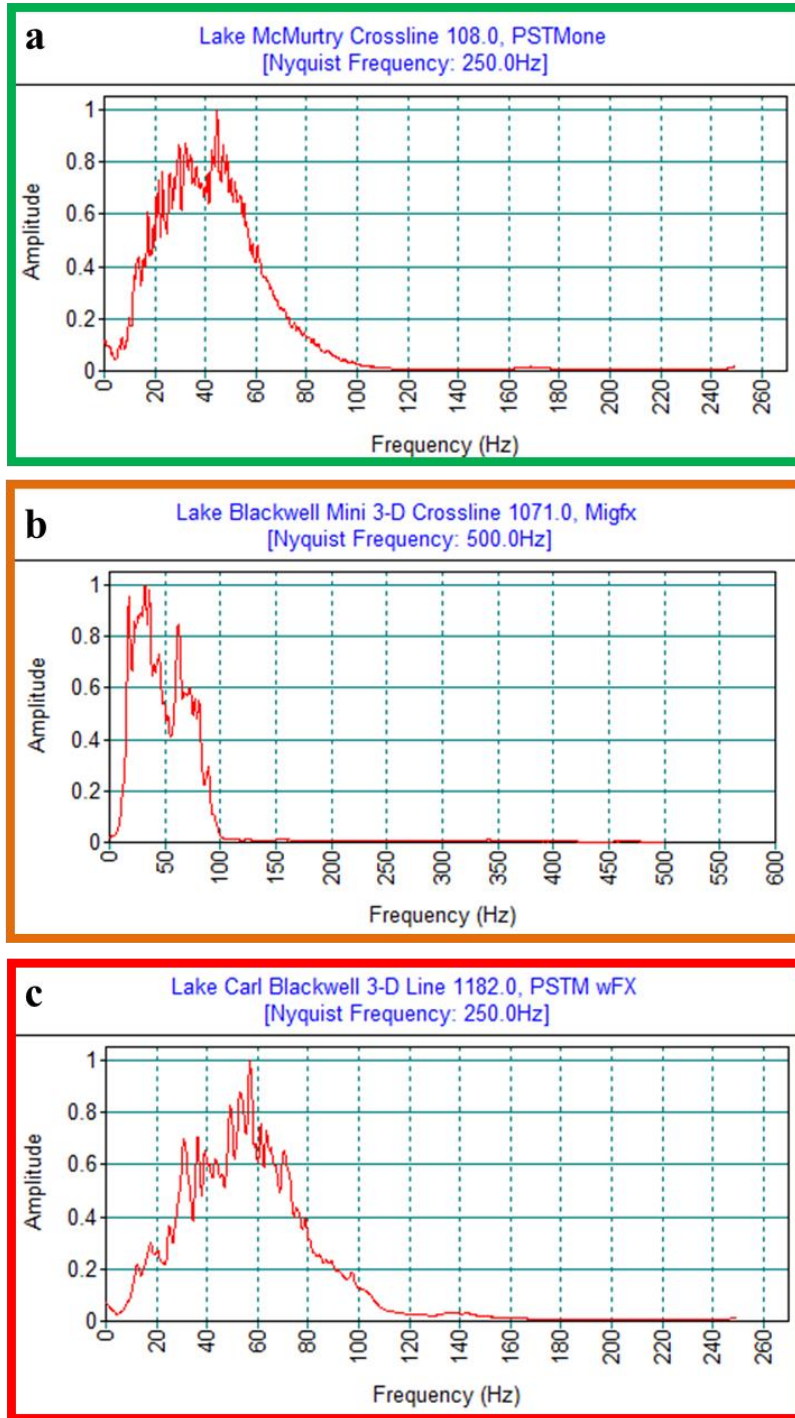 a
Lake McMurtry Crossline 108.0, PSTMone
[Nyquist Frequency: 250.0Hz]
Amplitude
1
0.8
0.6
0.4
0.2
0
0 20 40 60 80 100 120 140 160 180 200 220 240 260
Frequency (Hz)
b
Lake Blackwell Mini 3-D Crossline 1071.0, Migfx
[Nyquist Frequency: 500.0Hz]
Amplitude
1
0.8
0.6
0.4
0.2
0
0 50 100 150 200 250 300 350 400 450 500 550 600
Frequency (Hz)
c
Lake Carl Blackwell 3-D Line 1182.0, PSTM wFX
[Nyquist Frequency: 250.0Hz]
Amplitude
1
0.8
0.6
0.4
0.2
0
0 20 40 60 80 100 120 140 160 180 200 220 240 260
Frequency (Hz)